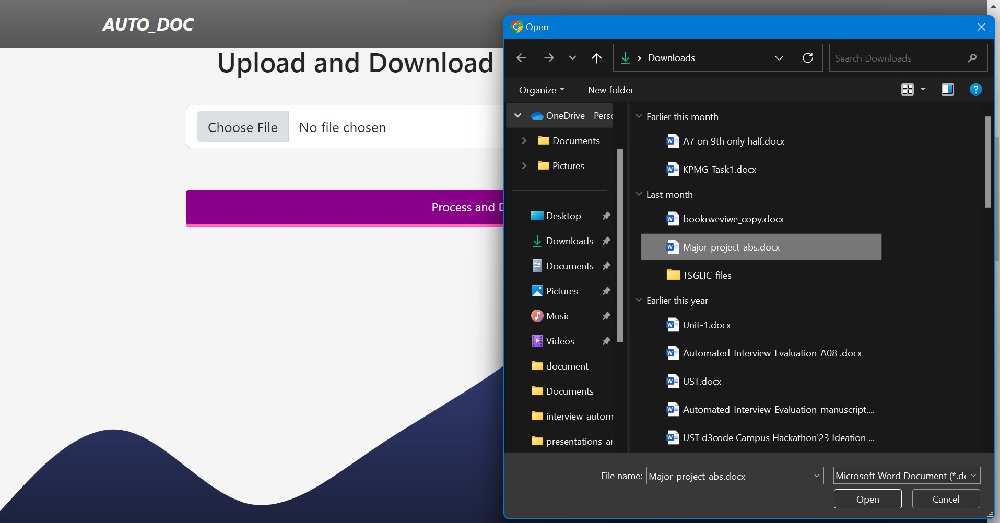 AUTO_DOC
Upload and Download
Choose File
No file chosen
Process and D
Open
Downloads
Search Downloads
Organize
New folder
OneDrive - Perso
Documents
Pictures
Desktop
Downloads
Documents
Pictures
Music
Videos
document
Documents
interview_autom
presentations_ar
Earlier this month
A7 on 9th only half.docx
KPMG_Task1.docx
Last month
bookrweviwe_copy.docx
Major_project_abs.docx
TSGLIC_files
Earlier this year
Unit-1.docx
Automated_Interview_Evaluation_A08 .docx
UST.docx
Automated_Interview_Evaluation_manuscript....
UST d3code Campus Hackathon'23 Ideation ...
File name: Major_project_abs.docx
Microsoft Word Document (*.do
Open
Cancel